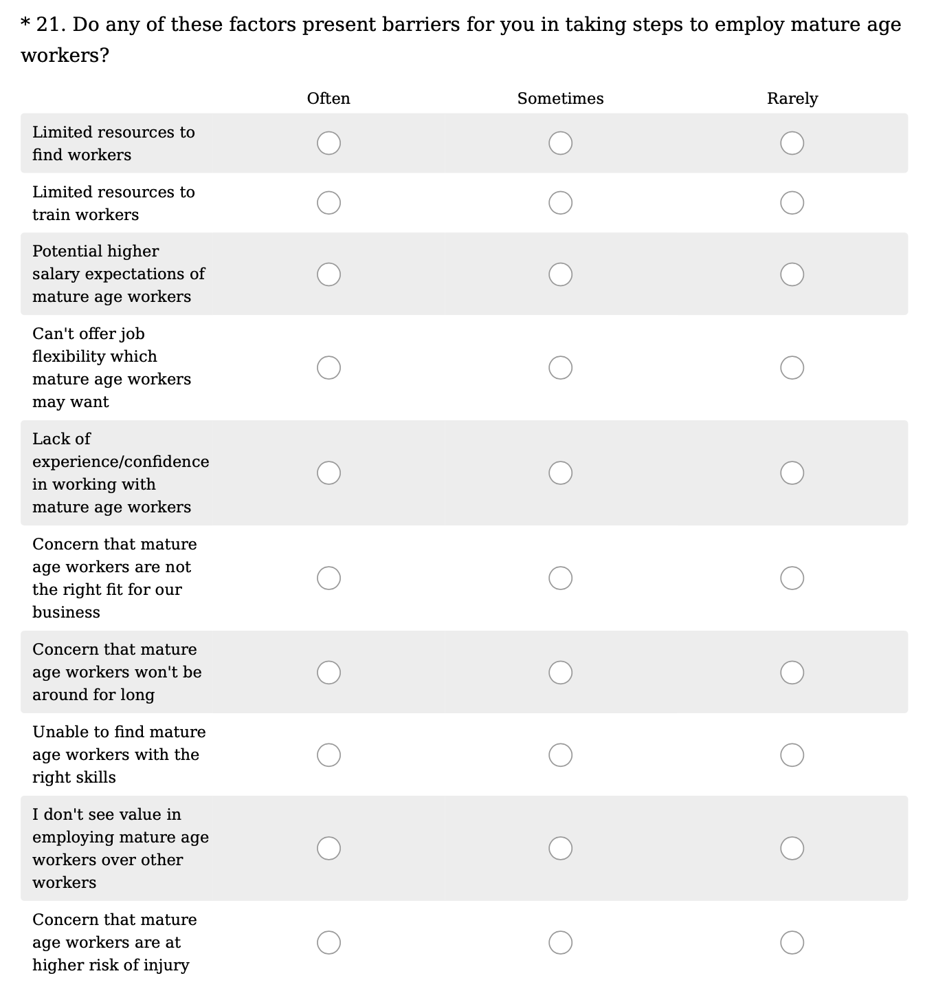 * 21. Do any of these factors present barriers for you in taking steps to employ mature age
workers?
Often Sometimes Rarely
Limited resources to
find workers
Limited resources to
train workers
Potential higher
salary expectations of
mature age workers
Can't offer job
flexibility which
mature age workers
may want
Lack of
experience/confidence
in working with
mature age workers
Concern that mature
age workers are not
the right fit for our
business
Concern that mature
age workers won't be
around for long
Unable to find mature
age workers with the
right skills
I don't see value in
employing mature age
workers over other
workers
Concern that mature
age workers are at
higher risk of injury